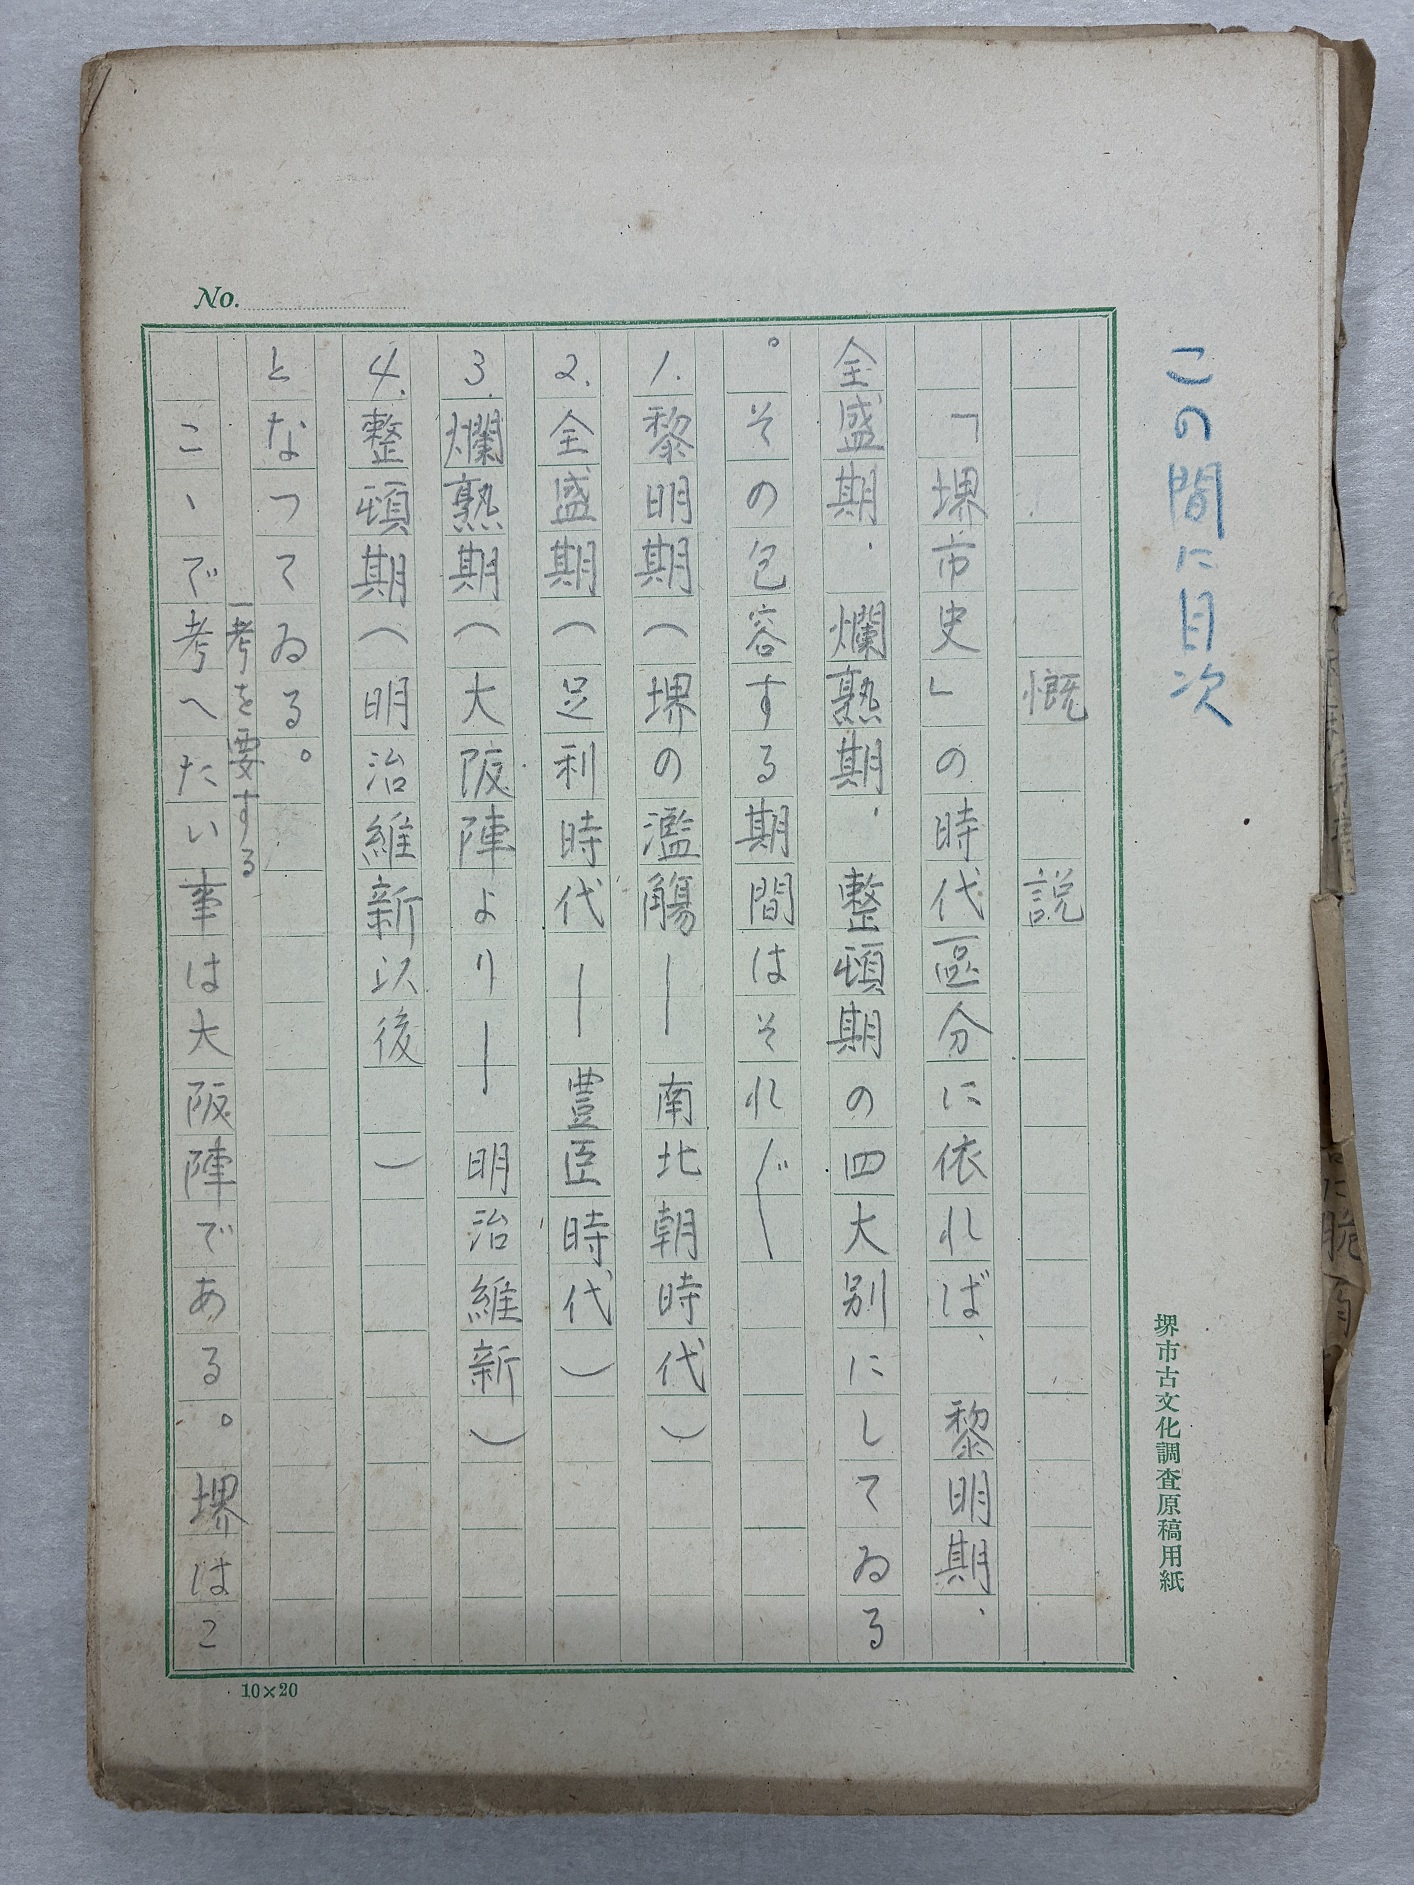 この間に目次
堺市古文化調査原稿用紙
No.
慨説
「堺市史」の時代區分に依れば、黎明期、
全盛期、爛熟期、整頓期の四大別にしてゐる
。その包容する期間はそれ〴〵
1.黎明期(堺の濫觴―南北朝時代)
2.全盛期(足利時代―豊臣時代)
3.爛熟期(大阪陣より―明治維新)
4.整頓期(明治維新以後)
となつてゐる。
一考を要する
こゝで考へたい事は大阪陣である。堺はこ
10×20